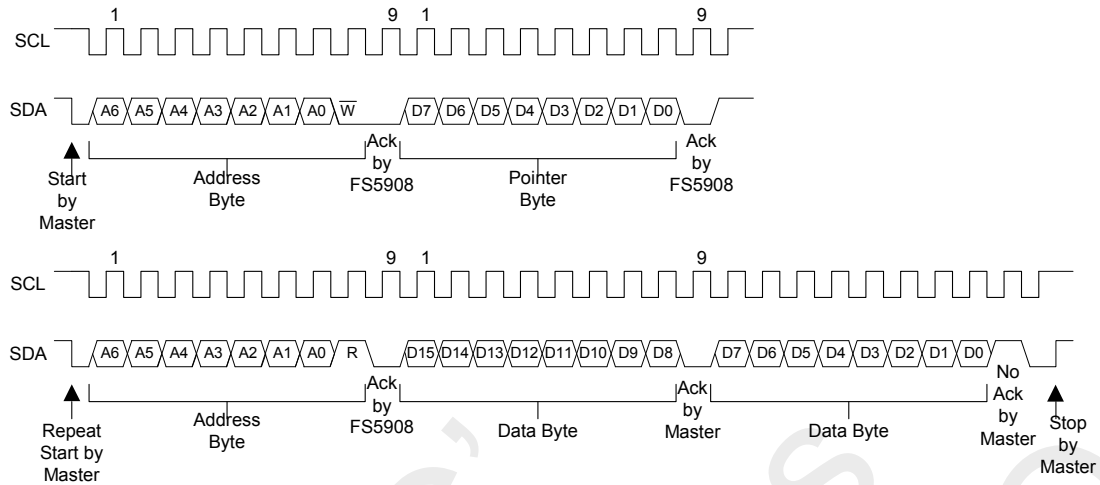 1 9 1 9
SCL
SDA A6 A5 A4 A3 A2 A1 A0 W̅ D7 D6 D5 D4 D3 D2 D1 D0
Start
by
Master
Address
Byte
Ack
by
FS5908
Pointer
Byte
Ack
by
FS5908
1 9 1 9
SCL
SDA A6 A5 A4 A3 A2 A1 A0 R D15 D14 D13 D12 D11 D10 D9 D8 D7 D6 D5 D4 D3 D2 D1 D0
Repeat
Start by
Master
Address
Byte
Ack
by
FS5908
Data Byte
Ack
by
Master
Data Byte
No
Ack
by
Master
Stop
by
Master